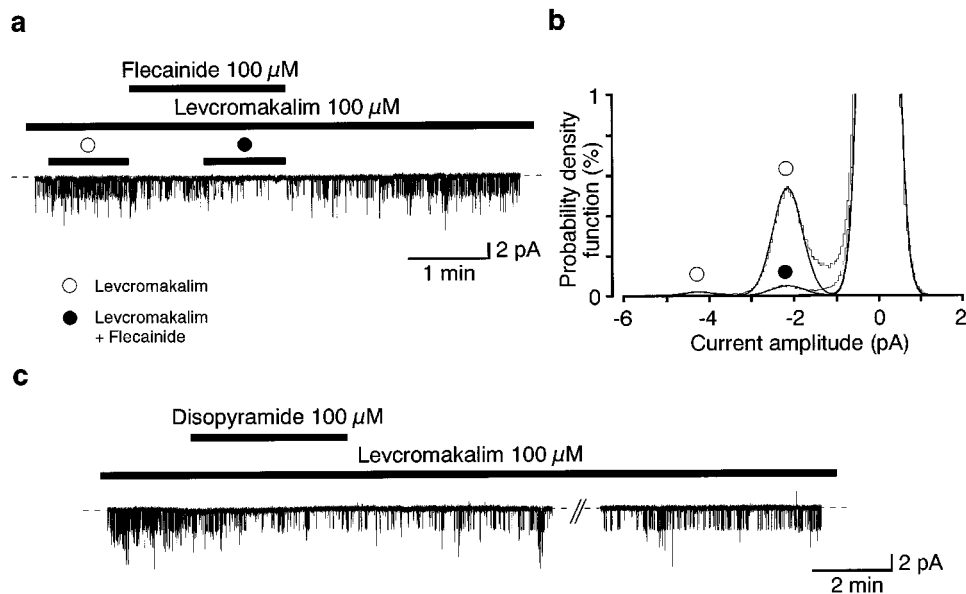 a
Flecainide 100 µM
Levcromakalim 100 µM
2 pA
1 min
Levcromakalim
Levcromakalim
+ Flecainide
b
Probability density
function (%)
1
0
-6 -4 -2 0 2
Current amplitude (pA)
c
Disopyramide 100 µM
Levcromakalim 100 µM
2 pA
2 min